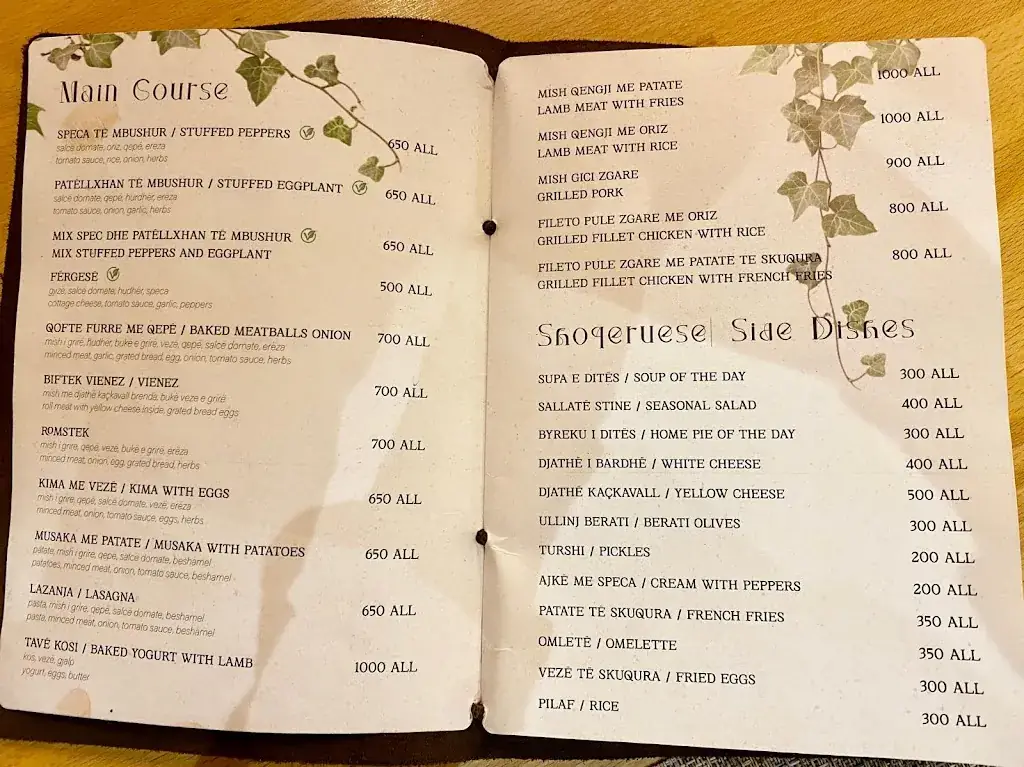 Main Course
SPECA TË MBUSHUR / STUFFED PEPPERS
650 ALL
salcë domate, oriz, qepë, erëza
tomato sauce, rice, onion, herbs
PATËLLXHAN TË MBUSHUR / STUFFED EGGPLANT
650 ALL
salcë domate, qepë, hurdhër, erëza
tomato sauce, onion, garlic, herbs
MIX SPEC DHE PATËLLXHAN TË MBUSHUR
650 ALL
MIX STUFFED PEPPERS AND EGGPLANT
FËRGESË
500 ALL
gjizë, salcë domate, hudhër, speca
cottage cheese, tomato sauce, garlic, peppers
QOFTE FURRE ME QEPË / BAKED MEATBALLS ONION
700 ALL
mish i grirë, hudhër, bukë e grirë, vezë, qepë, salcë domate, erëza
minced meat, garlic, grated bread, egg, onion, tomato sauce, herbs
BIFTEK VIENEZ / VIENEZ
700 ALL
mish me djathë kaçkavall brenda, bukë veze e grirë
roll meat with yellow cheese inside, grated bread eggs
ROMSTEK
700 ALL
mish i grirë, qepë, vezë, bukë e grirë, erëza
minced meat, onion, egg, grated bread, herbs
KIMA ME VEZË / KIMA WITH EGGS
650 ALL
mish i grirë, qepë, salcë domate, vezë, erëza
minced meat, onion, tomato sauce, eggs, herbs
MUSAKA ME PATATE / MUSAKA WITH PATATOES
650 ALL
patate, mish i grirë, qepë, salcë domate, beshamel
patatoes, minced meat, onion, tomato sauce, beshamel
LAZANJA / LASAGNA
650 ALL
pasta, mish i grirë, qepë, salcë domate, beshamel
pasta, minced meat, onion, tomato sauce, beshamel
TAVË KOSI / BAKED YOGURT WITH LAMB
1000 ALL
kos, vezë, gjalp
yogurt, eggs, butter
MISH QENGJI ME PATATE
1000 ALL
LAMB MEAT WITH FRIES
MISH QENGJI ME ORIZ
1000 ALL
LAMB MEAT WITH RICE
MISH GICI ZGARE
900 ALL
GRILLED PORK
FILETO PULE ZGARE ME ORIZ
800 ALL
GRILLED FILLET CHICKEN WITH RICE
FILETO PULE ZGARE ME PATATE TE SKUQURA
800 ALL
GRILLED FILLET CHICKEN WITH FRENCH FRIES
Shoqeruese| Side Dishes
SUPA E DITËS / SOUP OF THE DAY
300 ALL
SALLATË STINE / SEASONAL SALAD
400 ALL
BYREKU I DITËS / HOME PIE OF THE DAY
300 ALL
DJATHË I BARDHË / WHITE CHEESE
400 ALL
DJATHË KAÇKAVALL / YELLOW CHEESE
500 ALL
ULLINJ BERATI / BERATI OLIVES
300 ALL
TURSHI / PICKLES
200 ALL
AJKË ME SPECA / CREAM WITH PEPPERS
200 ALL
PATATE TË SKUQURA / FRENCH FRIES
350 ALL
OMLETË / OMELETTE
350 ALL
VEZË TË SKUQURA / FRIED EGGS
300 ALL
PILAF / RICE
300 ALL